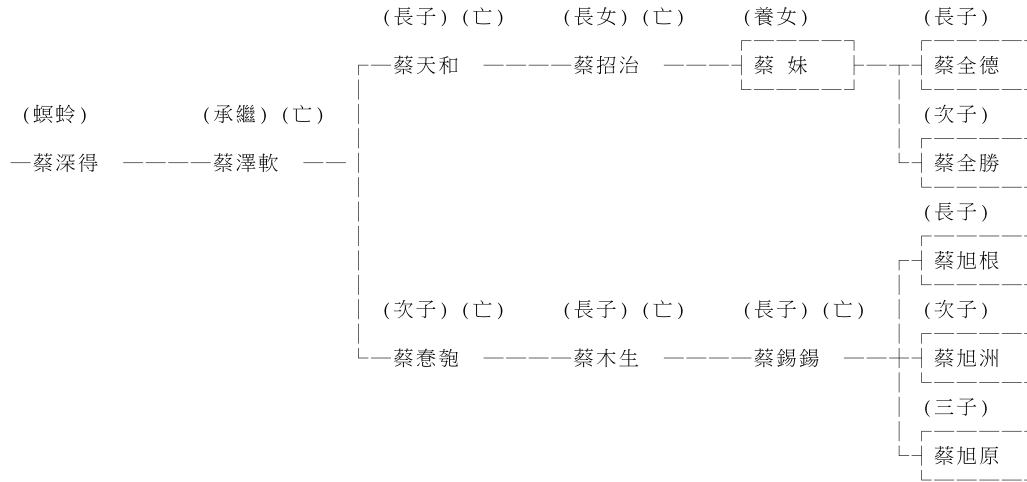 (長子)(亡) (長女)(亡) (養女) (長子)
蔡天和 蔡招治 蔡 妹 蔡全德
(螟蛉) (承繼)(亡) (次子)
蔡深得 蔡澤軟 蔡全勝
(長子)
蔡旭根
(次子)(亡) (長子)(亡) (長子)(亡) (次子)
蔡惷匏 蔡木生 蔡錫錫 蔡旭洲
(三子)
蔡旭原